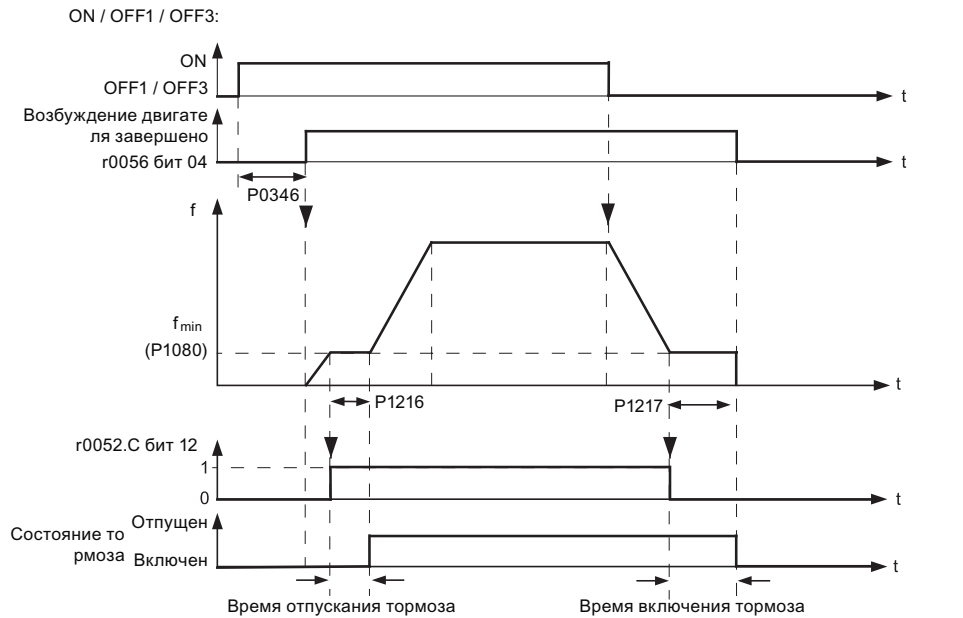 ON / OFF1 / OFF3:
ON
OFF1 / OFF3
t
Возбуждение двигате
ля завершено
r0056 бит 04
t
P0346
f
fmin
(P1080)
t
P1216
P1217
r0052.C бит 12
1
0
t
Состояние то
рмоза
Отпущен
Включен
t
Время отпускания тормоза
Время включения тормоза